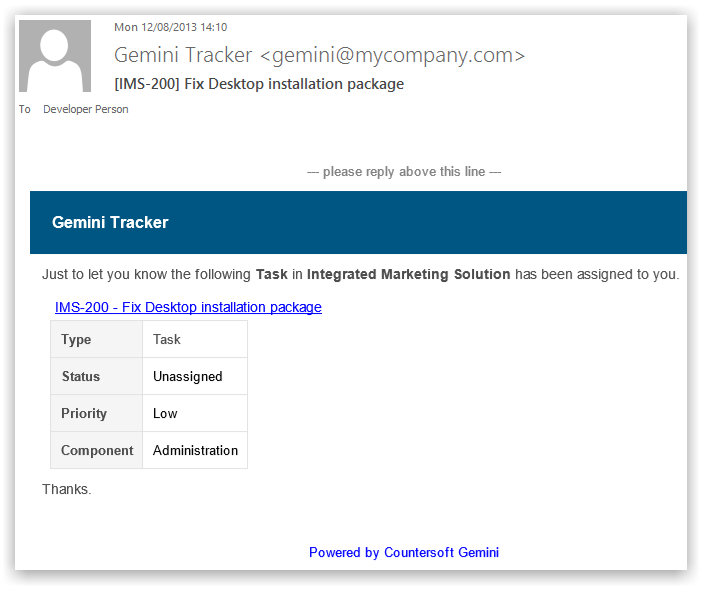 Mon 12/08/2013 14:10
Gemini Tracker <gemini@mycompany.com>
[IMS-200] Fix Desktop installation package
To Developer Person
--- please reply above this line ---
Gemini Tracker
Just to let you know the following Task in Integrated Marketing Solution has been assigned to you.
IMS-200 - Fix Desktop installation package
Type Task
Status Unassigned
Priority Low
Component Administration
Thanks.
Powered by Countersoft Gemini